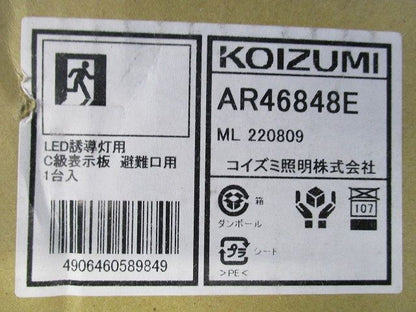 LED誘導灯用
C級表示板 避難口用
1台入
4906460589849
KOIZUMI
AR46848E
ML 220809
コイズミ照明株式会社
箱
ダンボール
107
プラ
シート
>PE<